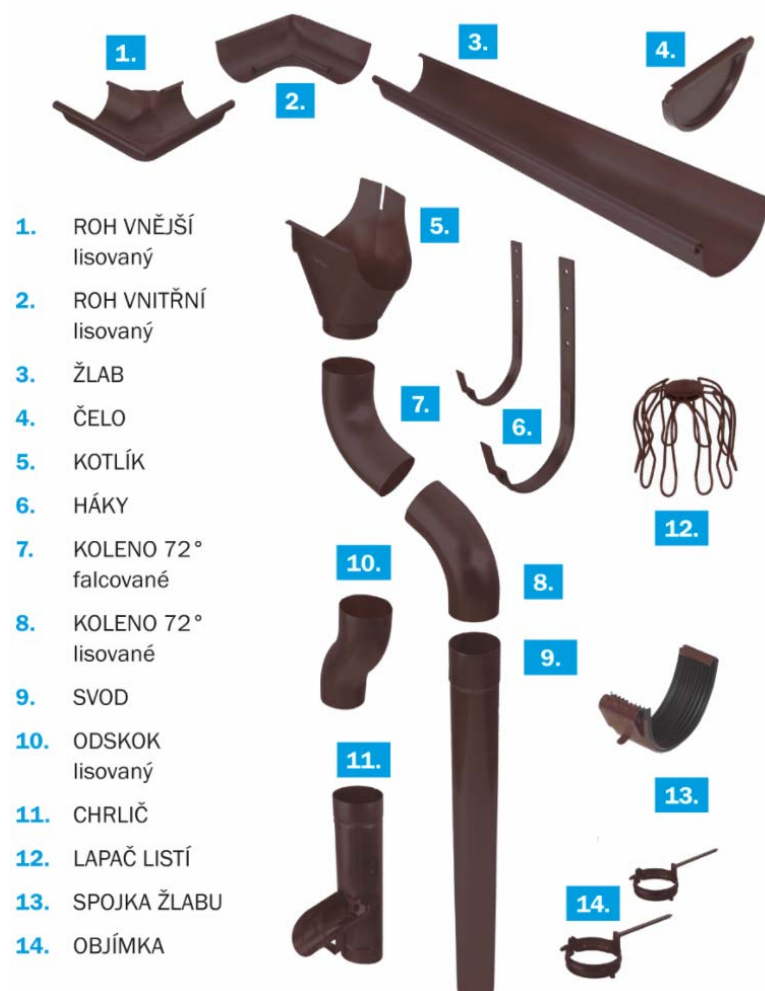 1.
2.
3.
4.
1. ROH VNĚJŠÍ
lisovaný
5.
2. ROH VNITŘNÍ
lisovaný
3. ŽLAB
7.
4. ČELO
6.
5. KOTLÍK
6. HÁKY
12.
7. KOLENO 72°
falcované
10.
8.
8. KOLENO 72°
lisované
9.
9. SVOD
10. ODSKOK
lisovaný
11.
13.
11. CHRLIČ
12. LAPAČ LISTÍ
13. SPOJKA ŽLABU
14.
14. OBJÍMKA